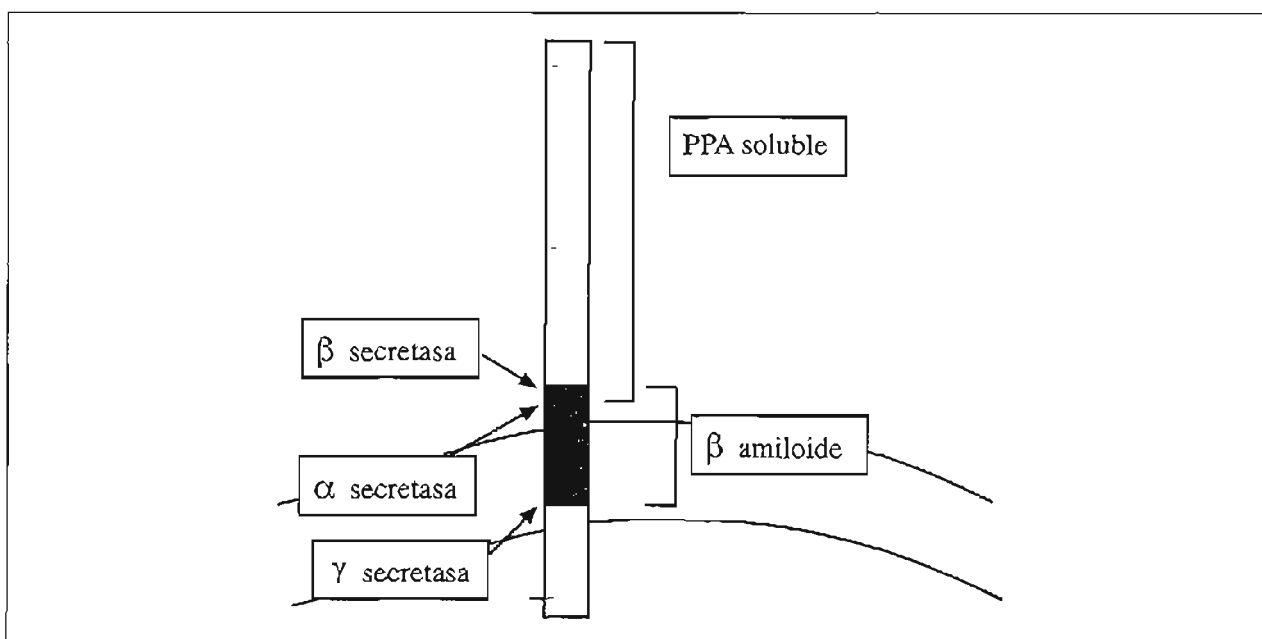 PPA soluble
β secretasa
α secretasa
β amiloide
γ secretasa